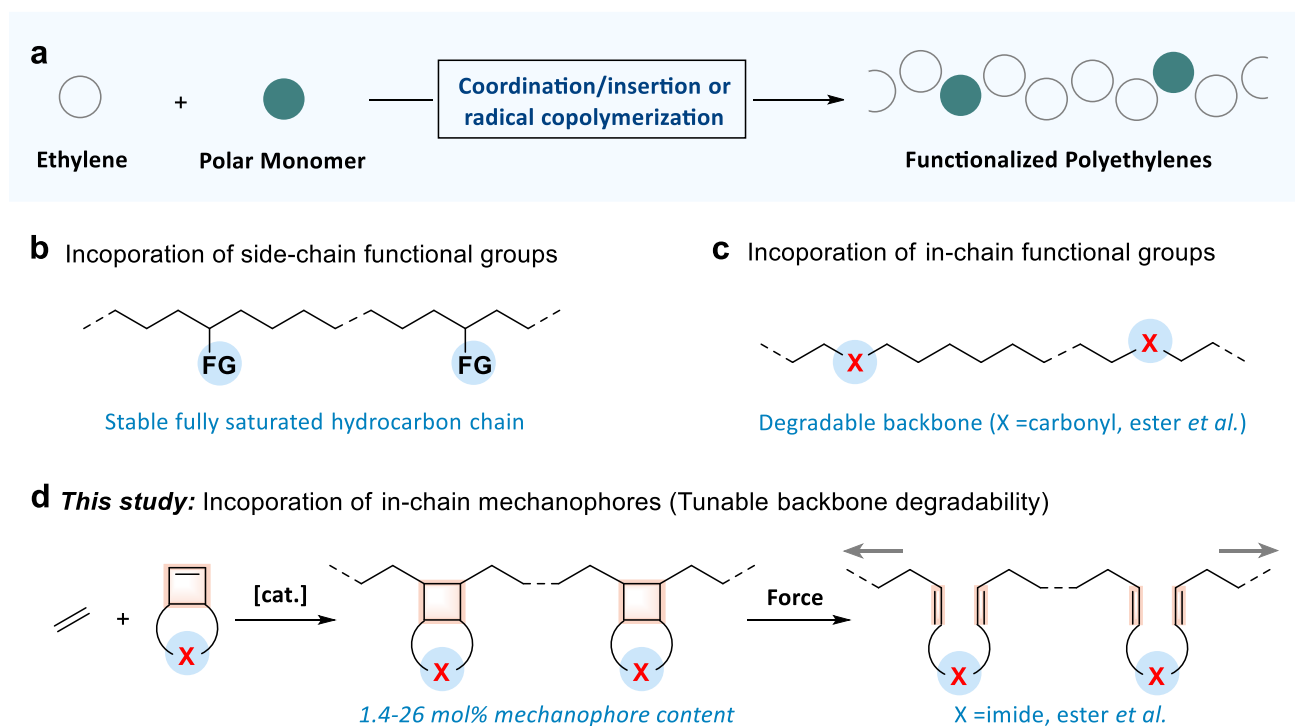 a
Coordination/insertion or
radical copolymerization
+
Ethylene
Polar Monomer
Functionalized Polyethylenes
b Incoporation of side-chain functional groups
FG
FG
Stable fully saturated hydrocarbon chain
c Incoporation of in-chain functional groups
X
X
Degradable backbone (X =carbonyl, ester et al.)
d This study: Incoporation of in-chain mechanophores (Tunable backbone degradability)
+
X
[cat.]
X
X
1.4-26 mol% mechanophore content
Force
X
X
X =imide, ester et al.